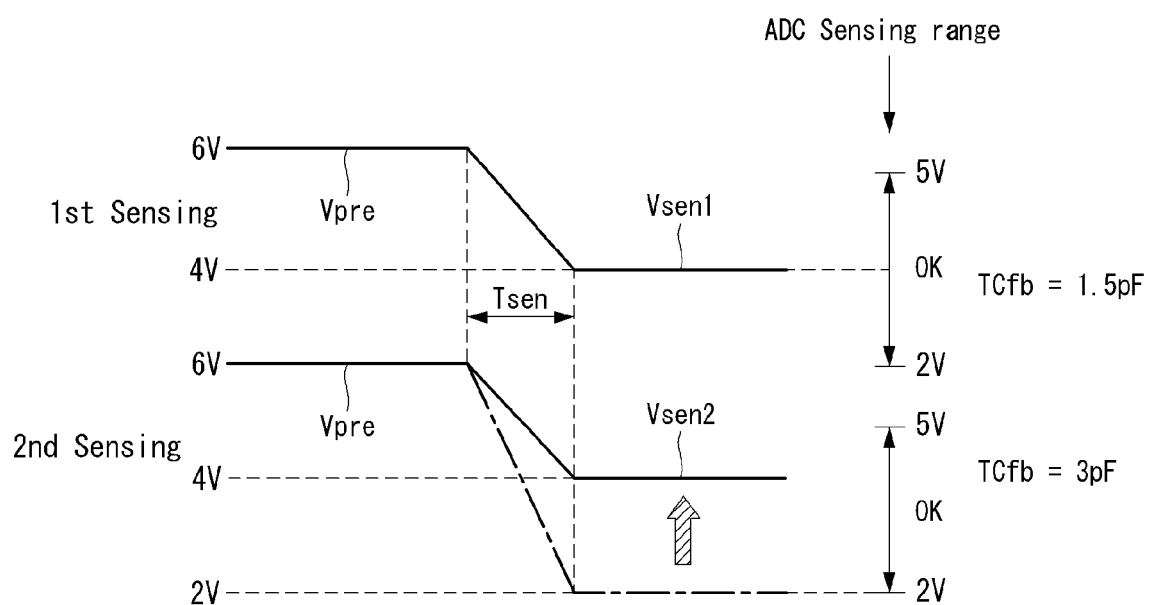 ADC Sensing range
6V
5V
Vpre
Vsen1
1st Sensing
4V
OK
TCfb = 1.5pF
Tsen
6V
2V
Vpre
Vsen2
5V
2nd Sensing
4V
TCfb = 3pF
OK
2V
2V